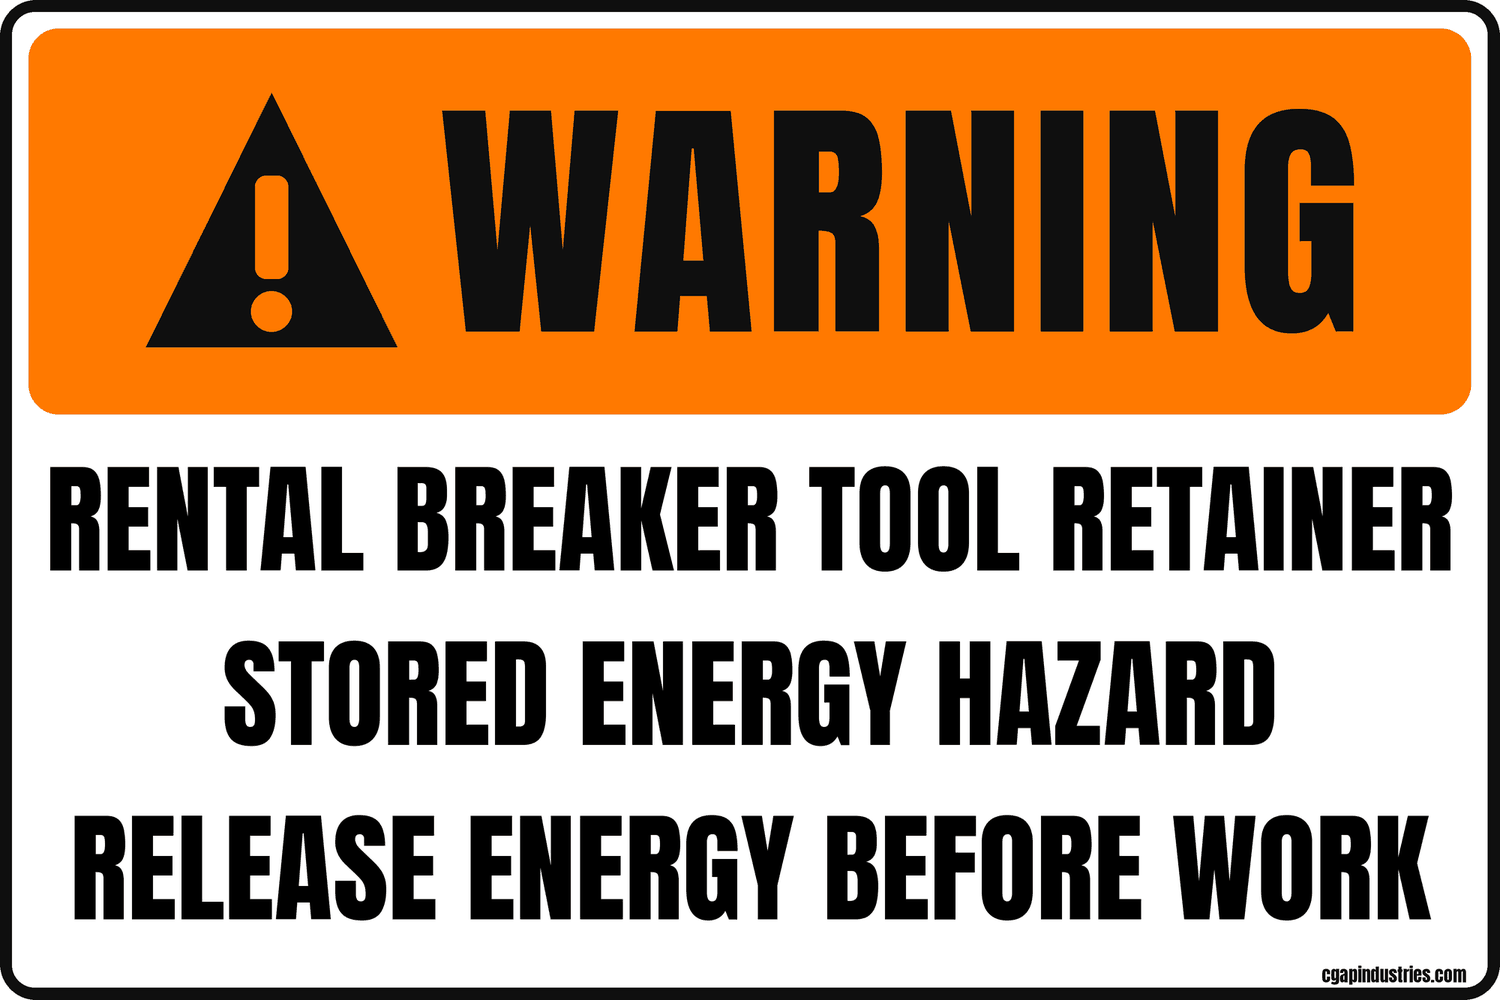 WARNING
RENTAL BREAKER TOOL RETAINER
STORED ENERGY HAZARD
RELEASE ENERGY BEFORE WORK
cgapindustries.com